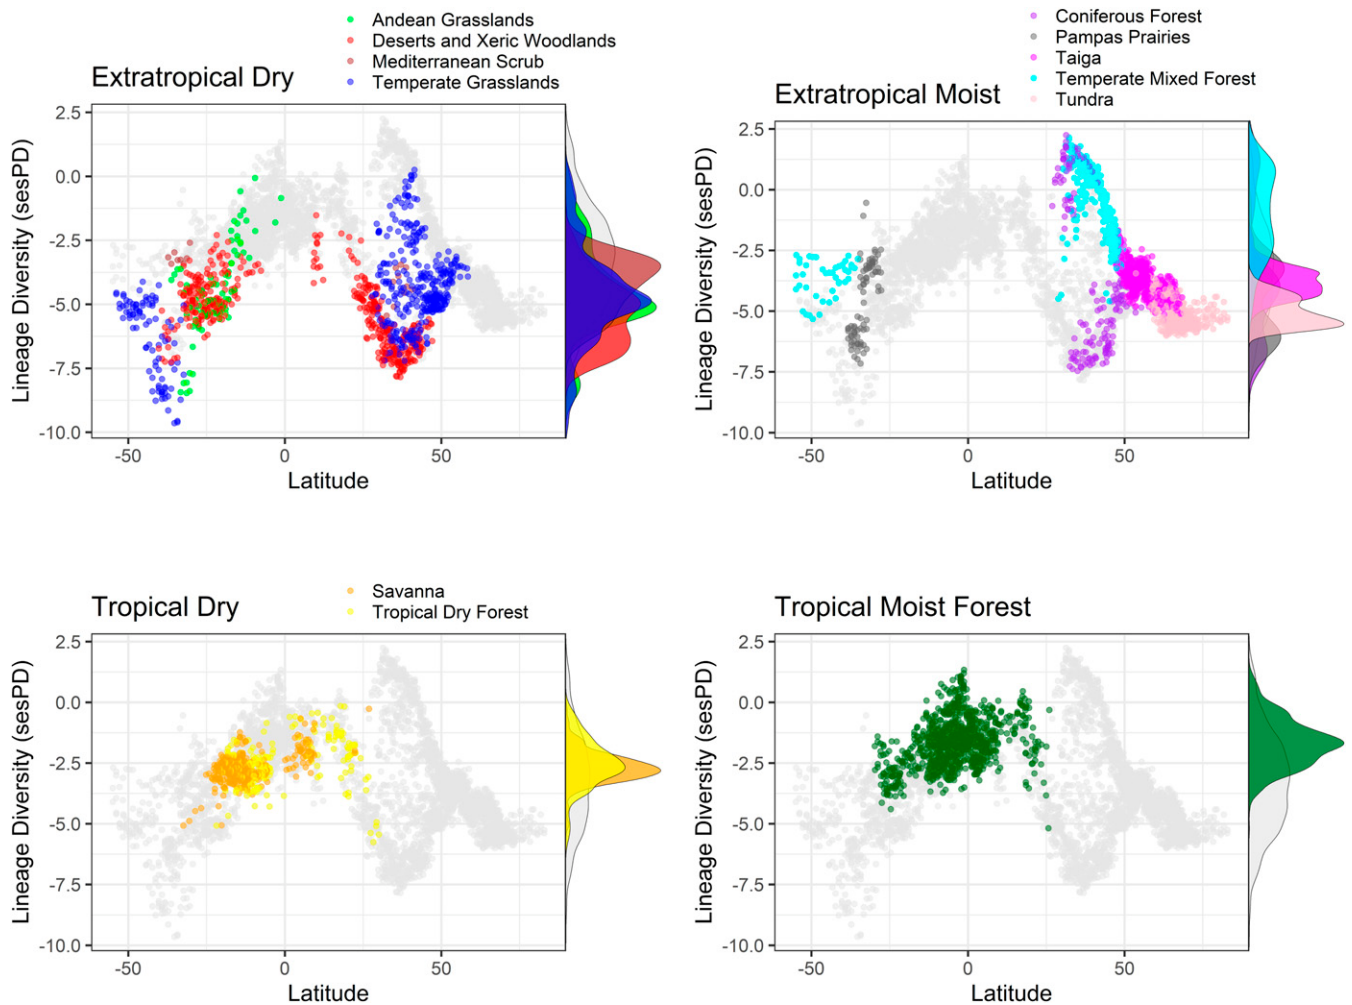 Andean Grasslands
Deserts and Xeric Woodlands
Mediterranean Scrub
Temperate Grasslands
Extratropical Dry
2.5
0.0
-2.5
-5.0
-7.5
-10.0
Lineage Diversity (sesPD)
-50
0
50
Latitude
Coniferous Forest
Pampas Prairies
Taiga
Temperate Mixed Forest
Tundra
Extratropical Moist
2.5
0.0
-2.5
-5.0
-7.5
-10.0
Lineage Diversity (sesPD)
-50
0
50
Latitude
Savanna
Tropical Dry Forest
Tropical Dry
2.5
0.0
-2.5
-5.0
-7.5
-10.0
Lineage Diversity (sesPD)
-50
0
50
Latitude
Tropical Moist Forest
2.5
0.0
-2.5
-5.0
-7.5
-10.0
Lineage Diversity (sesPD)
-50
0
50
Latitude